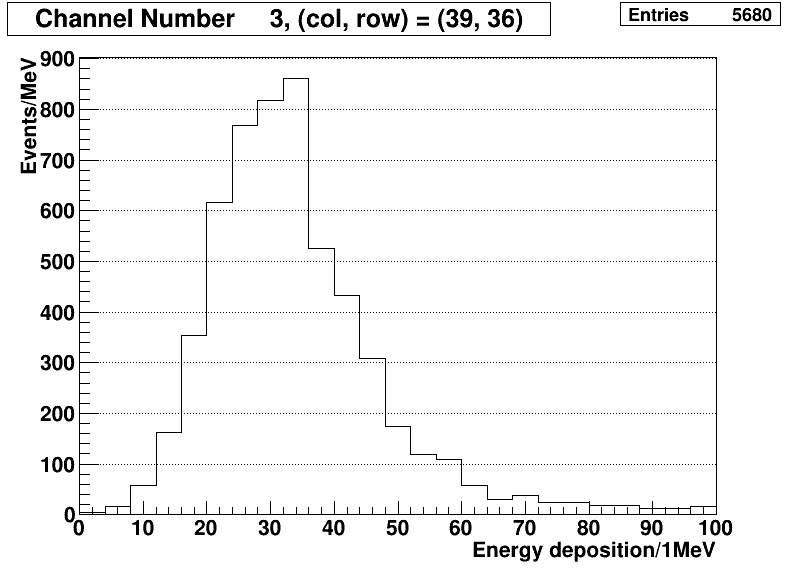 Channel Number 3, (col, row) = (39, 36)
Entries 5680
Events/MeV
900
800
700
600
500
400
300
200
100
0
0 10 20 30 40 50 60 70 80 90 100
Energy deposition/1MeV